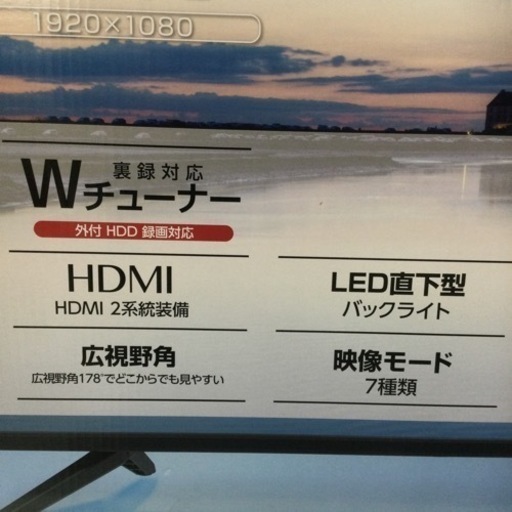 1920×1080
裏録対応
Wチューナー
外付 HDD 録画対応
HDMI
HDMI 2系統装備
LED直下型
バックライト
広視野角
広視野角178°でどこからでも見やすい
映像モード
7種類